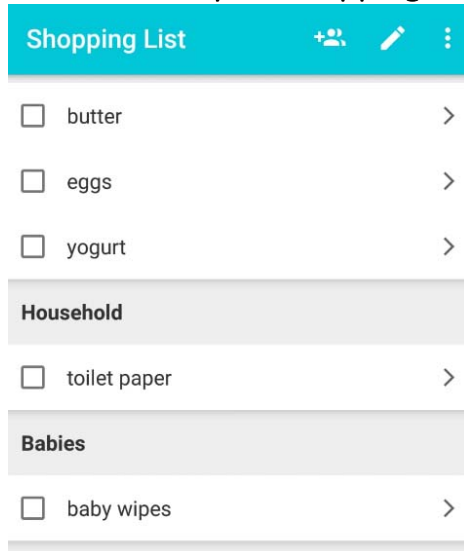 Shopping List
butter
eggs
yogurt
Household
toilet paper
Babies
baby wipes